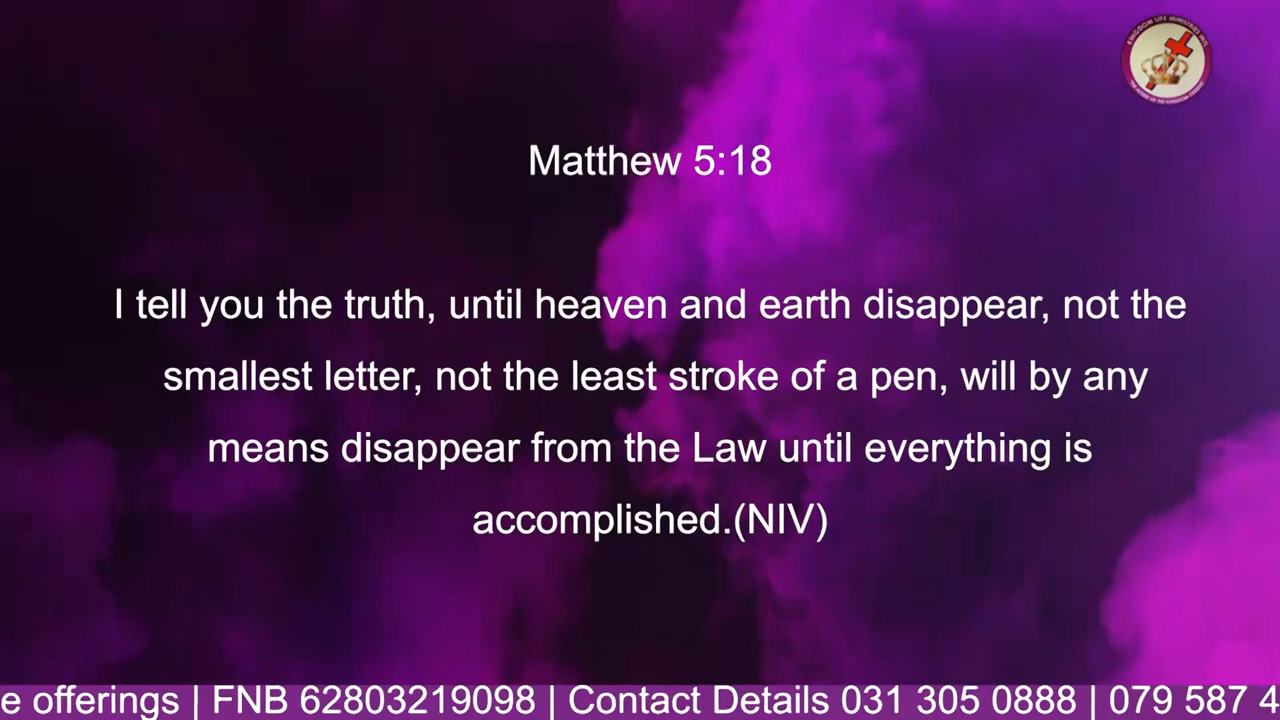 Matthew 5:18
I tell you the truth, until heaven and earth disappear, not the
smallest letter, not the least stroke of a pen, will by any
means disappear from the Law until everything is
accomplished.(NIV)
e offerings | FNB 62803219098 | Contact Details 031 305 0888 | 079 587 4